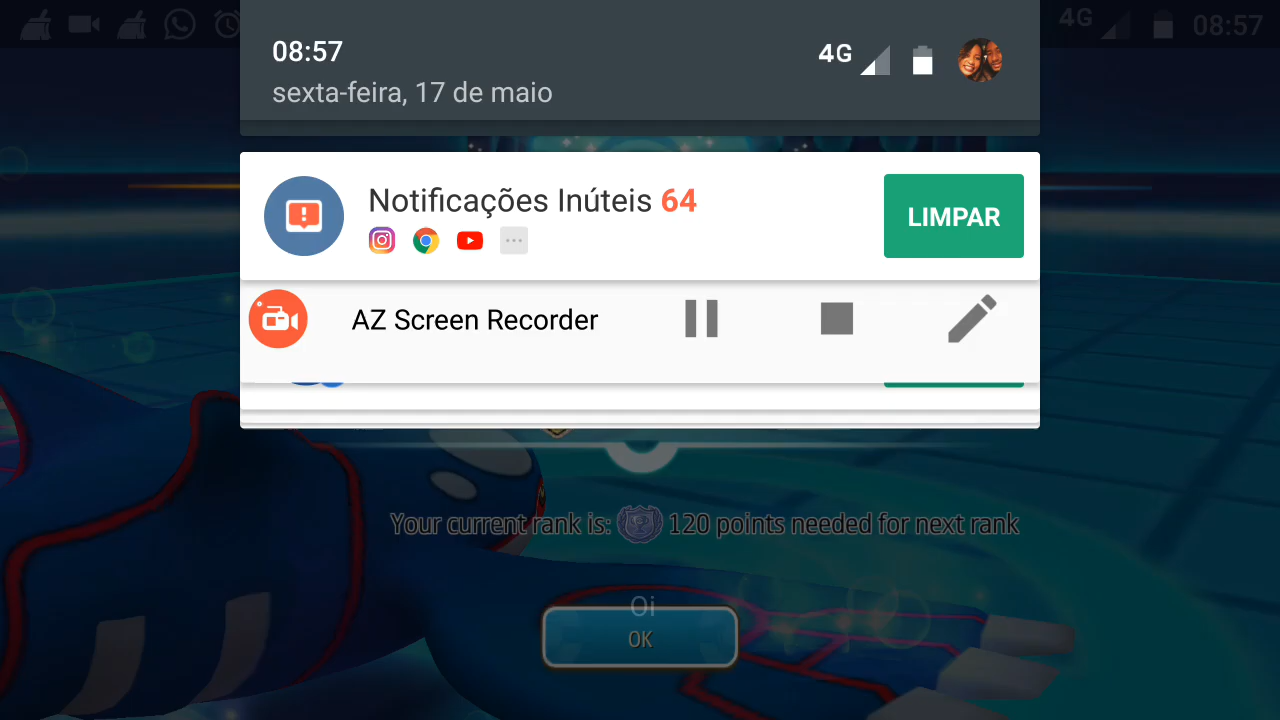 4G 08:57
08:57
4G
sexta-feira, 17 de maio
Notificações Inúteis 64
LIMPAR
AZ Screen Recorder
Your current rank is: 120 points needed for next rank
Oi
OK